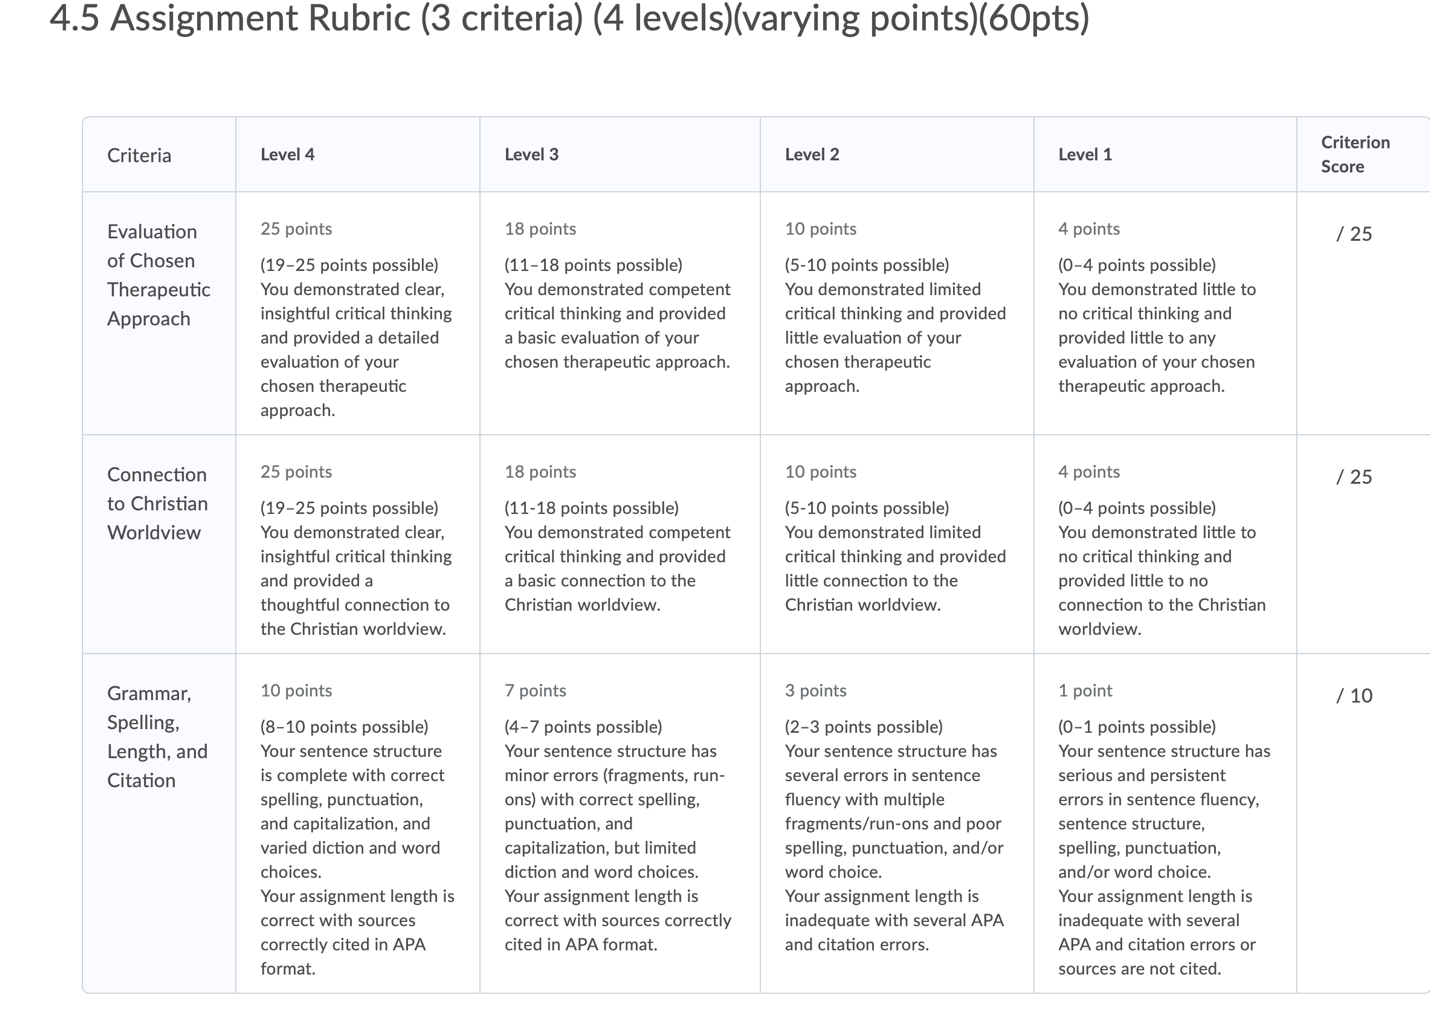 4.5 Assignment Rubric (3 criteria) (4 levels)(varying points)(60pts)
Criteria
Level 4
Level 3
Level 2
Level 1
Criterion
Score
Evaluation
of Chosen
Therapeutic
Approach
25 points
(19–25 points possible)
You demonstrated clear,
insightful critical thinking
and provided a detailed
evaluation of your
chosen therapeutic
approach.
18 points
(11–18 points possible)
You demonstrated competent
critical thinking and provided
a basic evaluation of your
chosen therapeutic approach.
10 points
(5-10 points possible)
You demonstrated limited
critical thinking and provided
little evaluation of your
chosen therapeutic
approach.
4 points
(0–4 points possible)
You demonstrated little to
no critical thinking and
provided little to any
evaluation of your chosen
therapeutic approach.
/ 25
Connection
to Christian
Worldview
25 points
(19–25 points possible)
You demonstrated clear,
insightful critical thinking
and provided a
thoughtful connection to
the Christian worldview.
18 points
(11-18 points possible)
You demonstrated competent
critical thinking and provided
a basic connection to the
Christian worldview.
10 points
(5-10 points possible)
You demonstrated limited
critical thinking and provided
little connection to the
Christian worldview.
4 points
(0–4 points possible)
You demonstrated little to
no critical thinking and
provided little to no
connection to the Christian
worldview.
/ 25
Grammar,
Spelling,
Length, and
Citation
10 points
(8–10 points possible)
Your sentence structure
is complete with correct
spelling, punctuation,
and capitalization, and
varied diction and word
choices.
Your assignment length is
correct with sources
correctly cited in APA
format.
7 points
(4–7 points possible)
Your sentence structure has
minor errors (fragments, run-
ons) with correct spelling,
punctuation, and
capitalization, but limited
diction and word choices.
Your assignment length is
correct with sources correctly
cited in APA format.
3 points
(2–3 points possible)
Your sentence structure has
several errors in sentence
fluency with multiple
fragments/run-ons and poor
spelling, punctuation, and/or
word choice.
Your assignment length is
inadequate with several APA
and citation errors.
1 point
(0–1 points possible)
Your sentence structure has
serious and persistent
errors in sentence fluency,
sentence structure,
spelling, punctuation,
and/or word choice.
Your assignment length is
inadequate with several
APA and citation errors or
sources are not cited.
/ 10